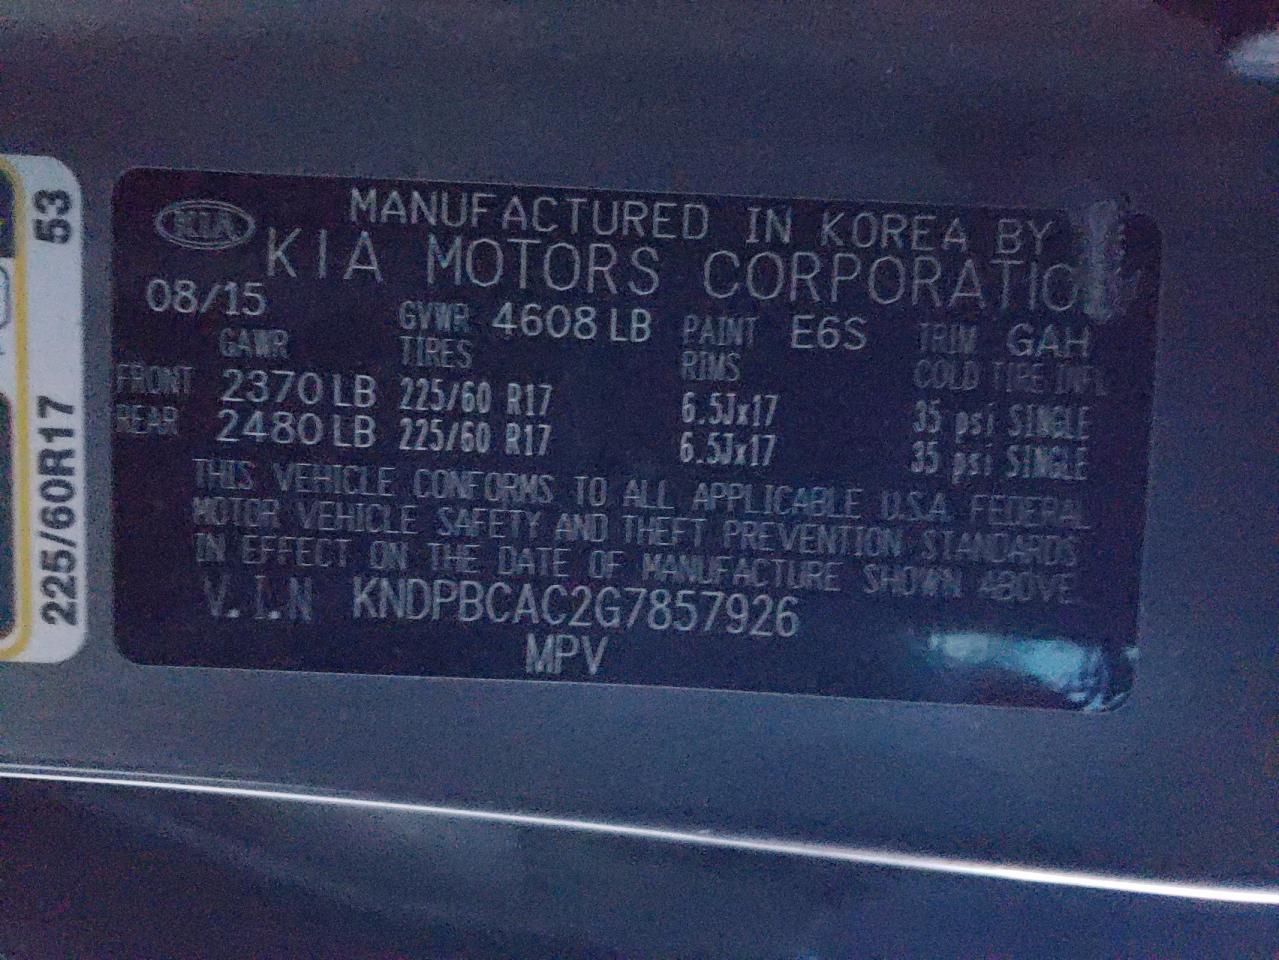 53
225/60R17
KIA
MANUFACTURED IN KOREA BY
KIA MOTORS CORPORATIO
08/15 GVWR 4608 LB PAINT E6S TRIM GAH
GAWR TIRES RIMS COLD TIRE INFL
FRONT 2370 LB 225/60 R17 6.5Jx17 35 psi SINGLE
REAR 2480 LB 225/60 R17 6.5Jx17 35 psi SINGLE
THIS VEHICLE CONFORMS TO ALL APPLICABLE U.S.A FEDERAL
MOTOR VEHICLE SAFETY AND THEFT PREVENTION STANDARDS
IN EFFECT ON THE DATE OF MANUFACTURE SHOWN ABOVE
V.I.N KNDPBCAC2G7857926
MPV